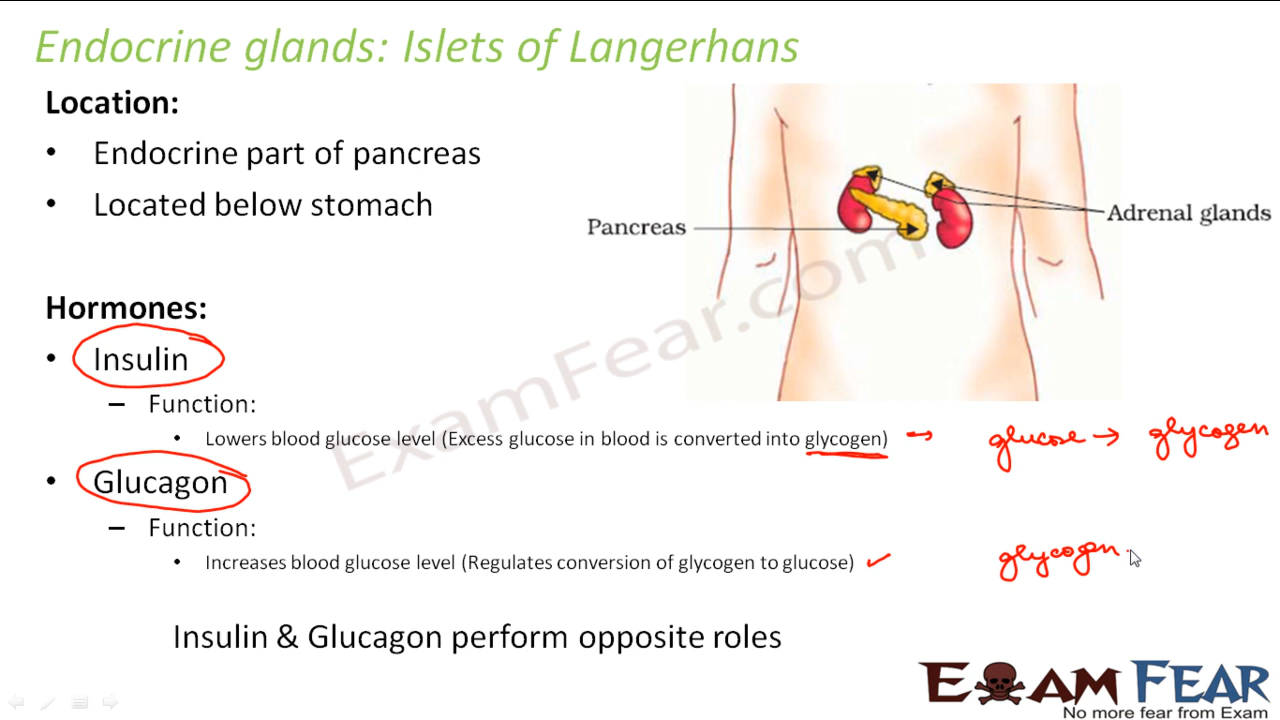 Endocrine glands: Islets of Langerhans
Location:
• Endocrine part of pancreas
• Located below stomach
Pancreas
Adrenal glands
Hormones:
• Insulin
– Function:
• Lowers blood glucose level (Excess glucose in blood is converted into glycogen) → glucose → glycogen
• Glucagon
– Function:
• Increases blood glucose level (Regulates conversion of glycogen to glucose) ✓ glycogen
Insulin & Glucagon perform opposite roles
ExamFear.com
EXAM FEAR
No more fear from Exam